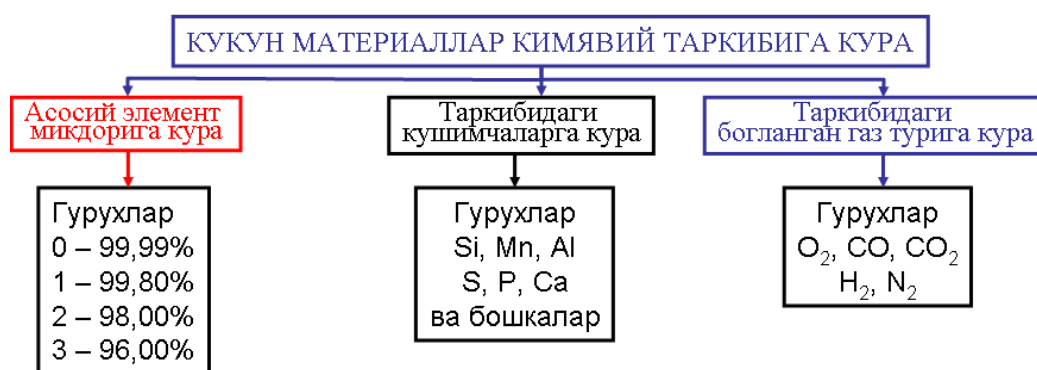 КУКУН МАТЕРИАЛЛАР КИМЯВИЙ ТАРКИБИГА КУРА
Асосий элемент
микдорига кура
Гурухлар
0 – 99,99%
1 – 99,80%
2 – 98,00%
3 – 96,00%
Таркибидаги
кушимчаларга кура
Гурухлар
Si, Mn, Al
S, P, Ca
ва бошкалар
Таркибидаги
богланган газ турига кура
Гурухлар
O₂, CO, CO₂
H₂, N₂